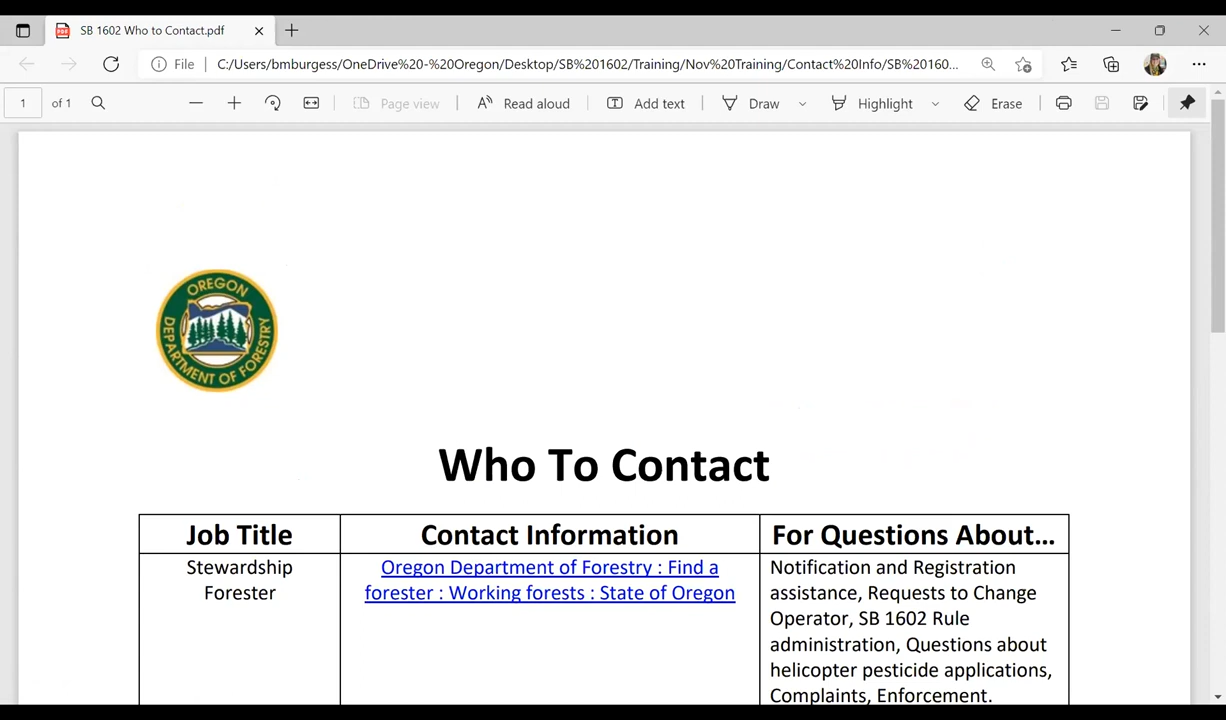 SB 1602 Who to Contact.pdf
File
C:/Users/bmburgess/OneDrive%20-%20Oregon/Desktop/SB%201602/Training/Nov%20Training/Contact%20Info/SB%20160...
1 of 1
Page view
Read aloud
Add text
Draw
Highlight
Erase
OREGON
DEPARTMENT OF FORESTRY
Who To Contact
Job Title
Contact Information
For Questions About...
Stewardship
Forester
Oregon Department of Forestry : Find a
forester : Working forests : State of Oregon
Notification and Registration
assistance, Requests to Change
Operator, SB 1602 Rule
administration, Questions about
helicopter pesticide applications,
Complaints, Enforcement.